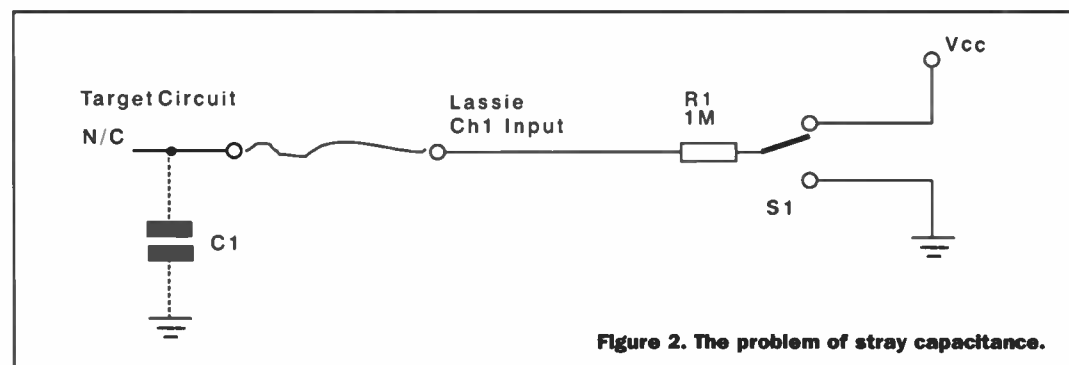 Vcc
Target Circuit
N/C
Lassie
Ch1 Input
R1
1M
S1
C1
Figure 2. The problem of stray capacitance.